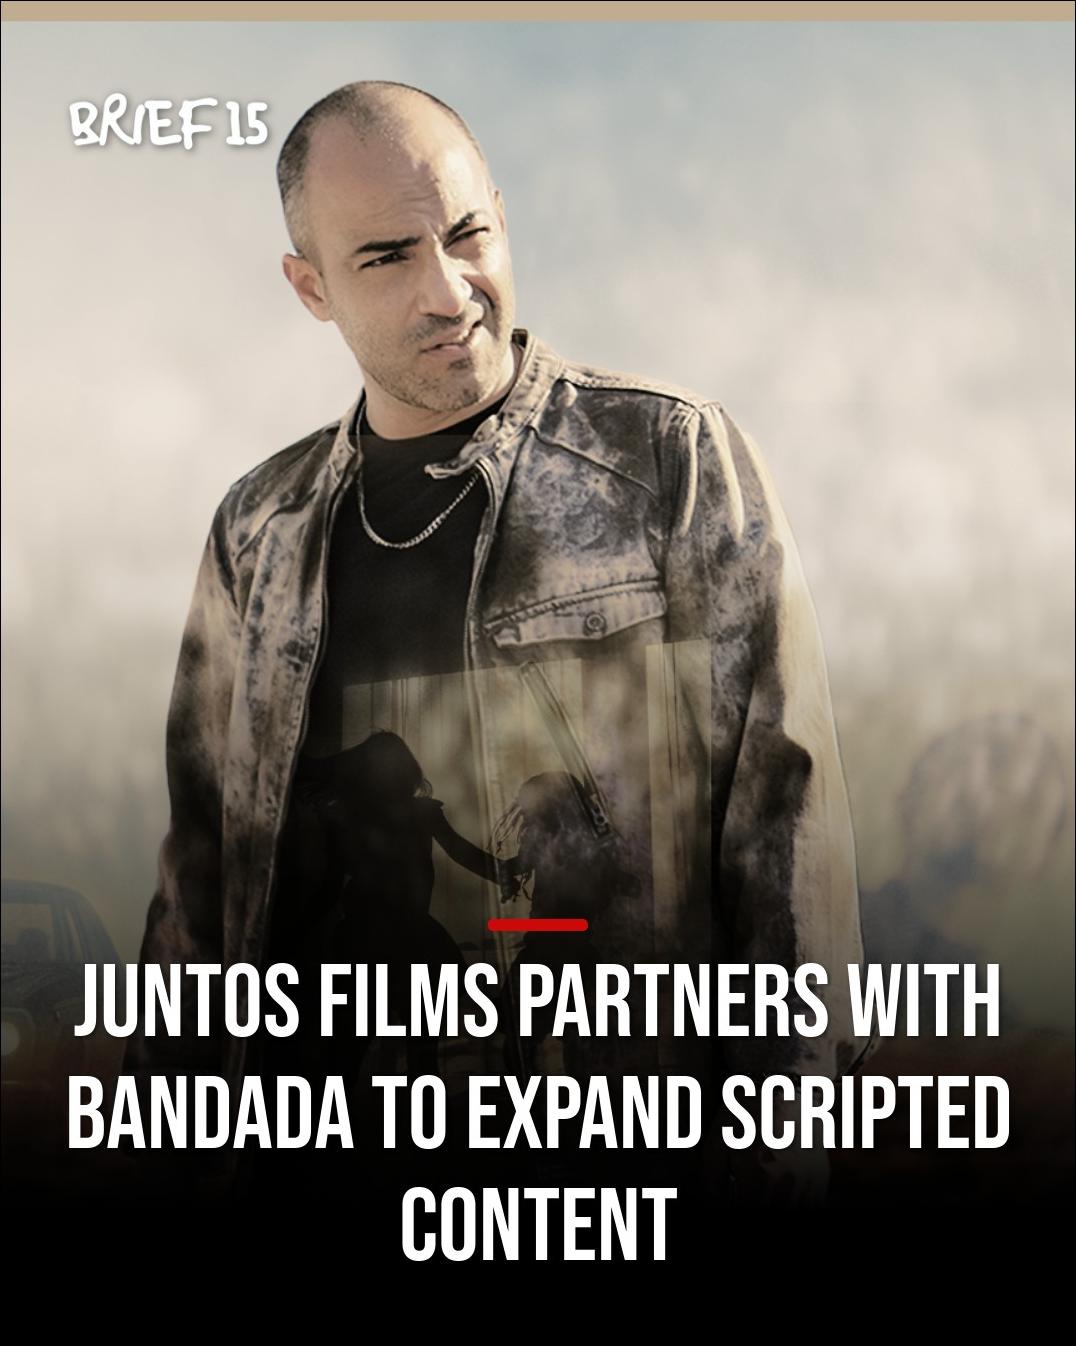 BRIEF 15
JUNTOS FILMS PARTNERS WITH
BANDADA TO EXPAND SCRIPTED
CONTENT